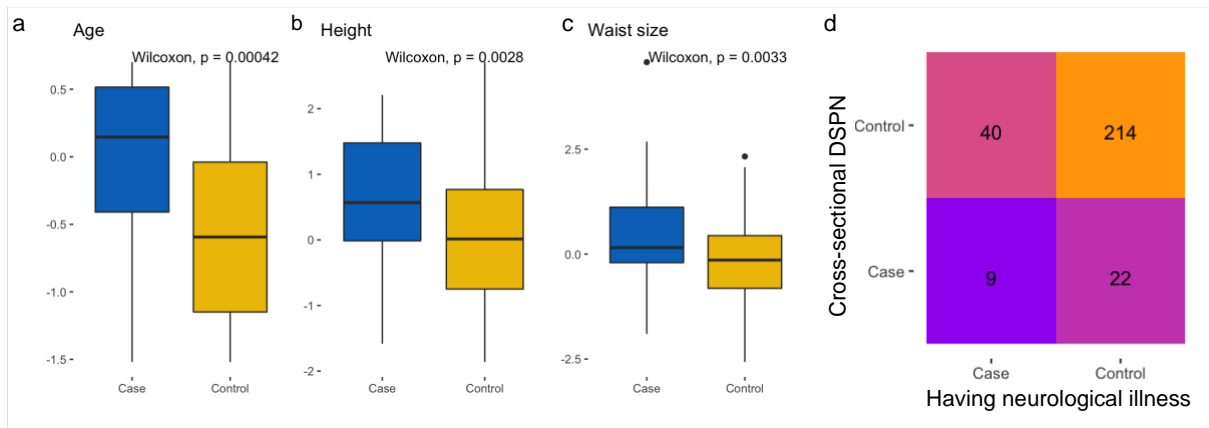 a
Age
Wilcoxon, p = 0.00042
0.5
0.0
-0.5
-1.0
-1.5
Case
Control
b
Height
Wilcoxon, p = 0.0028
2
1
0
-1
-2
Case
Control
c
Waist size
Wilcoxon, p = 0.0033
2.5
0.0
-2.5
Case
Control
d
Cross-sectional DSPN
Control
40
214
Case
9
22
Case
Control
Having neurological illness